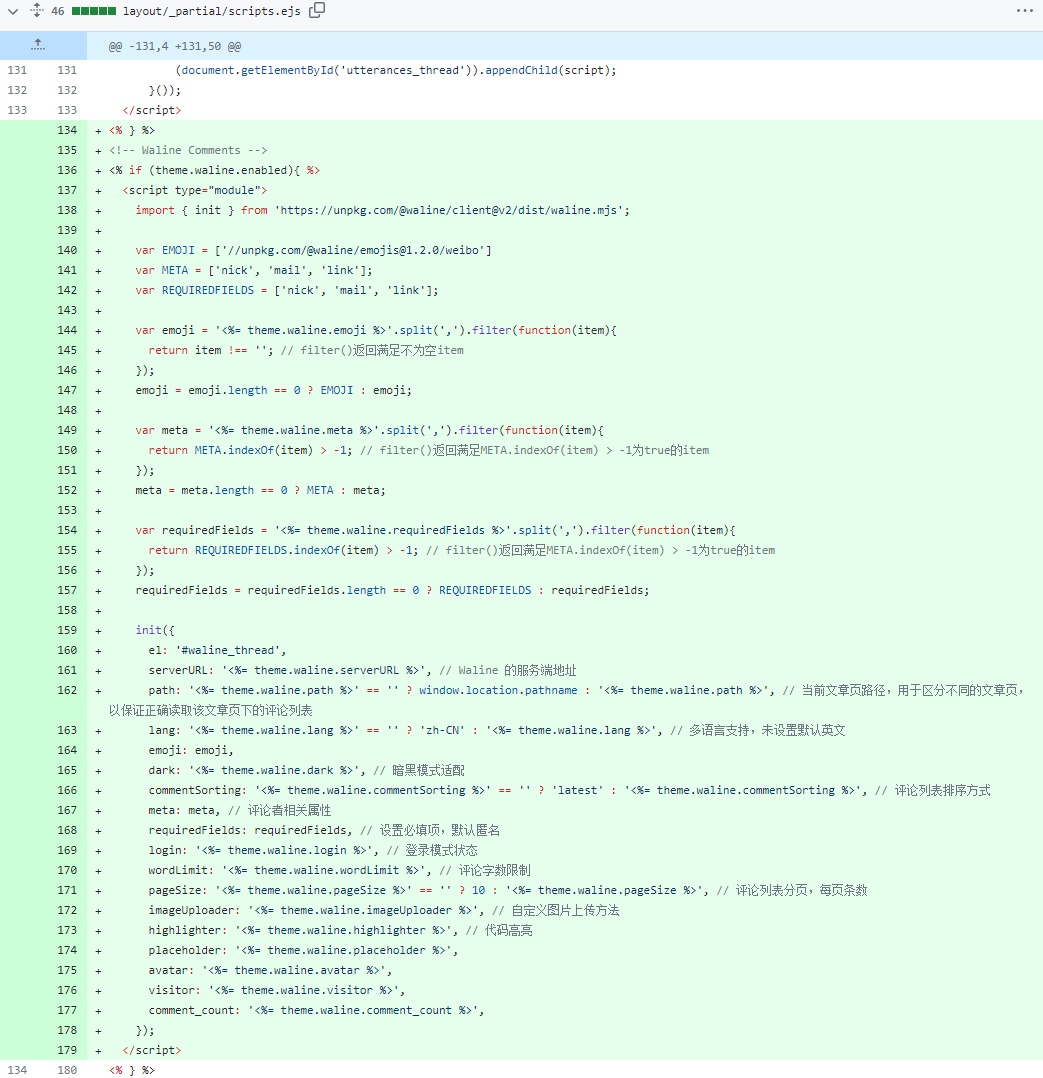 46 layout/_partial/scripts.ejs
@@ -131,4 +131,50 @@
131 131 (document.getElementById('utterances_thread')).appendChild(script);
132 132 }());
133 133 </script>
134 + <% } %>
135 + <!-- Waline Comments -->
136 + <% if (theme.waline.enabled){ %>
137 + <script type="module">
138 + import { init } from 'https://unpkg.com/@waline/client@v2/dist/waline.mjs';
139 +
140 + var EMOJI = ['//unpkg.com/@waline/emojis@1.2.0/weibo']
141 + var META = ['nick', 'mail', 'link'];
142 + var REQUIREDFIELDS = ['nick', 'mail', 'link'];
143 +
144 + var emoji = '<%= theme.waline.emoji %>'.split(',').filter(function(item){
145 + return item !== ''; // filter()返回满足不为空item
146 + });
147 + emoji = emoji.length == 0 ? EMOJI : emoji;
148 +
149 + var meta = '<%= theme.waline.meta %>'.split(',').filter(function(item){
150 + return META.indexOf(item) > -1; // filter()返回满足META.indexOf(item) > -1为true的item
151 + });
152 + meta = meta.length == 0 ? META : meta;
153 +
154 + var requiredFields = '<%= theme.waline.requiredFields %>'.split(',').filter(function(item){
155 + return REQUIREDFIELDS.indexOf(item) > -1; // filter()返回满足META.indexOf(item) > -1为true的item
156 + });
157 + requiredFields = requiredFields.length == 0 ? REQUIREDFIELDS : requiredFields;
158 +
159 + init({
160 + el: '#waline_thread',
161 + serverURL: '<%= theme.waline.serverURL %>', // Waline 的服务端地址
162 + path: '<%= theme.waline.path %>' == '' ? window.location.pathname : '<%= theme.waline.path %>', // 当前文章页路径，用于区分不同的文章页，
以保证正确读取该文章页下的评论列表
163 + lang: '<%= theme.waline.lang %>' == '' ? 'zh-CN' : '<%= theme.waline.lang %>', // 多语言支持，未设置默认英文
164 + emoji: emoji,
165 + dark: '<%= theme.waline.dark %>', // 暗黑模式适配
166 + commentSorting: '<%= theme.waline.commentSorting %>' == '' ? 'latest' : '<%= theme.waline.commentSorting %>', // 评论列表排序方式
167 + meta: meta, // 评论者相关属性
168 + requiredFields: requiredFields, // 设置必填项，默认匿名
169 + login: '<%= theme.waline.login %>', // 登录模式状态
170 + wordLimit: '<%= theme.waline.wordLimit %>', // 评论字数限制
171 + pageSize: '<%= theme.waline.pageSize %>' == '' ? 10 : '<%= theme.waline.pageSize %>', // 评论列表分页，每页条数
172 + imageUploader: '<%= theme.waline.imageUploader %>', // 自定义图片上传方法
173 + highlighter: '<%= theme.waline.highlighter %>', // 代码高亮
174 + placeholder: '<%= theme.waline.placeholder %>',
175 + avatar: '<%= theme.waline.avatar %>',
176 + visitor: '<%= theme.waline.visitor %>',
177 + comment_count: '<%= theme.waline.comment_count %>',
178 + });
179 + </script>
134 180 <% } %>